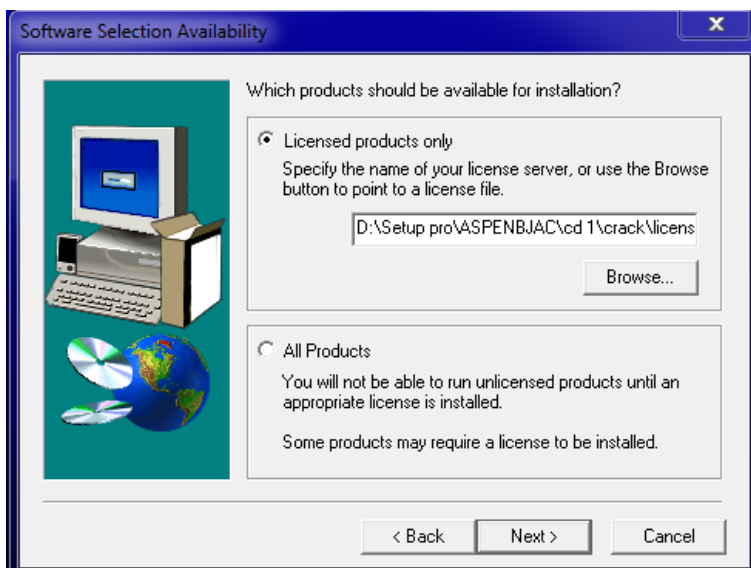 Software Selection Availability
Which products should be available for installation?
Licensed products only
Specify the name of your license server, or use the Browse
button to point to a license file.
D:\Setup pro\ASPENBJAC\cd 1\crack\licens
Browse...
All Products
You will not be able to run unlicensed products until an
appropriate license is installed.
Some products may require a license to be installed.
< Back
Next >
Cancel